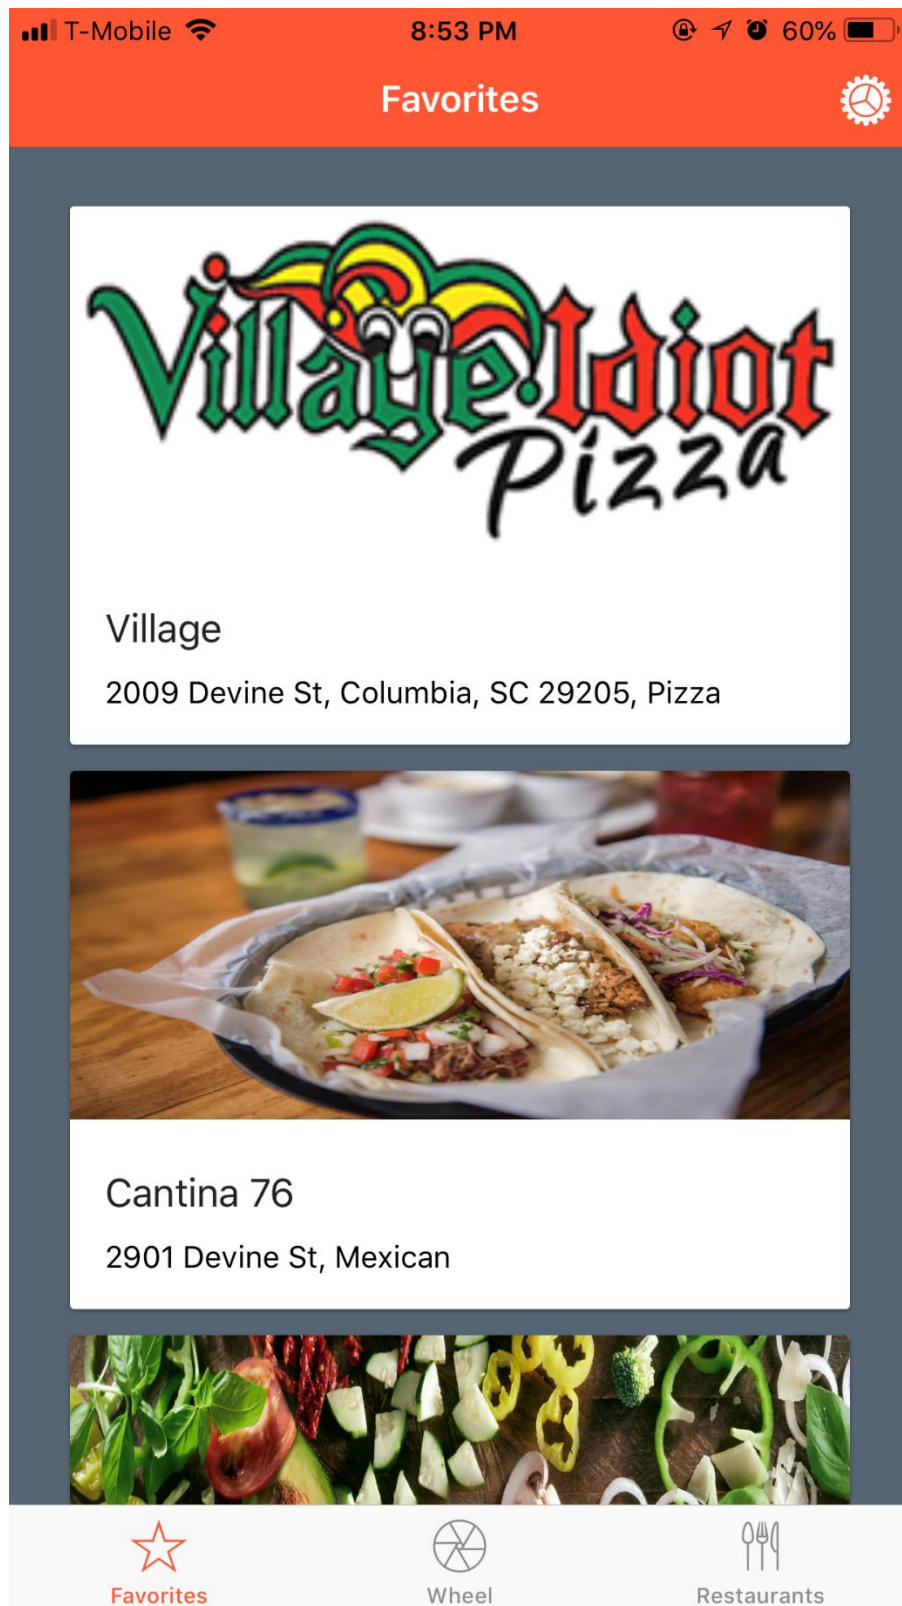 T-Mobile 8:53 PM 60%
Favorites
Village Idiot
Pizza
Village
2009 Devine St, Columbia, SC 29205, Pizza
Cantina 76
2901 Devine St, Mexican
Favorites Wheel Restaurants